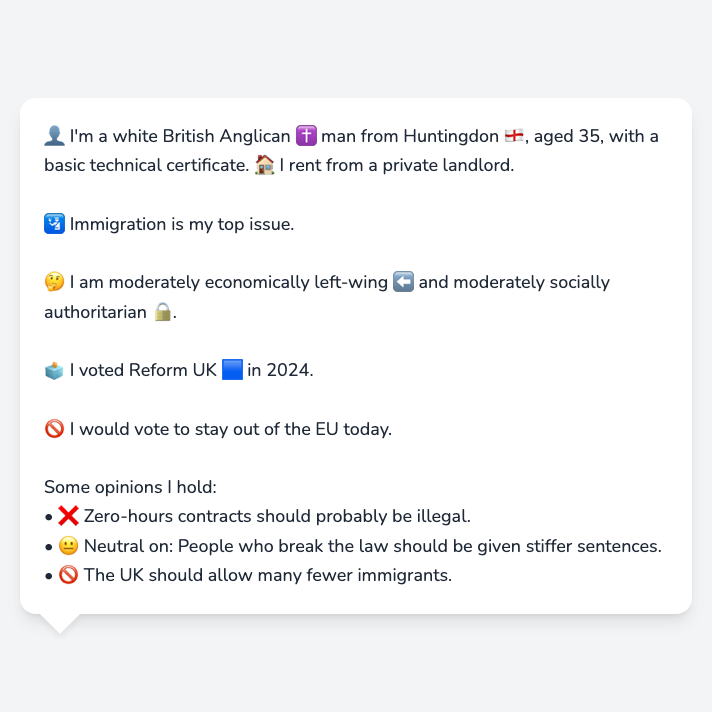 👤 I'm a white British Anglican ✝️ man from Huntingdon 🏴󠁧󠁢󠁥󠁮󠁧󠁿, aged 35, with a
basic technical certificate. 🏠 I rent from a private landlord.
🛂 Immigration is my top issue.
🤔 I am moderately economically left-wing ⬅️ and moderately socially
authoritarian 🔒.
🗳️ I voted Reform UK 🟦 in 2024.
🚫 I would vote to stay out of the EU today.
Some opinions I hold:
• ❌ Zero-hours contracts should probably be illegal.
• 😐 Neutral on: People who break the law should be given stiffer sentences.
• 🚫 The UK should allow many fewer immigrants.